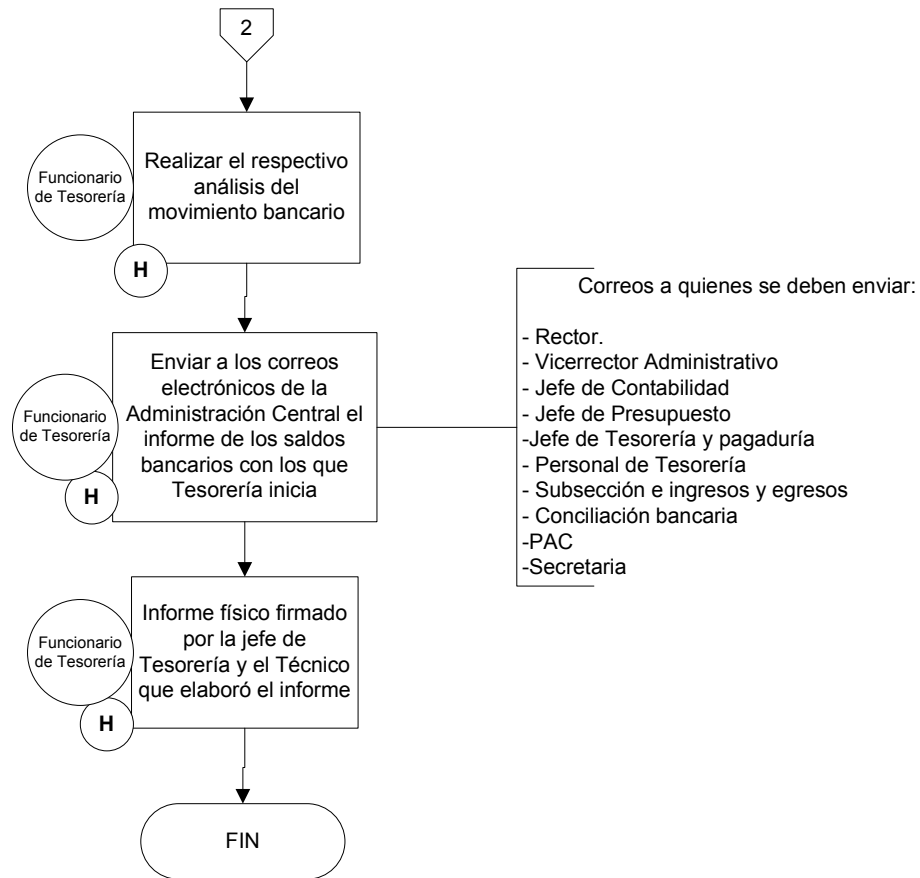 2
Funcionario
de Tesorería
Realizar el respectivo
análisis del
movimiento bancario
H
Funcionario
de Tesorería
Enviar a los correos
electrónicos de la
Administración Central el
informe de los saldos
bancarios con los que
Tesorería inicia
H
Correos a quienes se deben enviar:
- Rector.
- Vicerrector Administrativo
- Jefe de Contabilidad
- Jefe de Presupuesto
-Jefe de Tesorería y pagaduría
- Personal de Tesorería
- Subsección e ingresos y egresos
- Conciliación bancaria
-PAC
-Secretaria
Funcionario
de Tesorería
Informe físico firmado
por la jefe de
Tesorería y el Técnico
que elaboró el informe
H
FIN